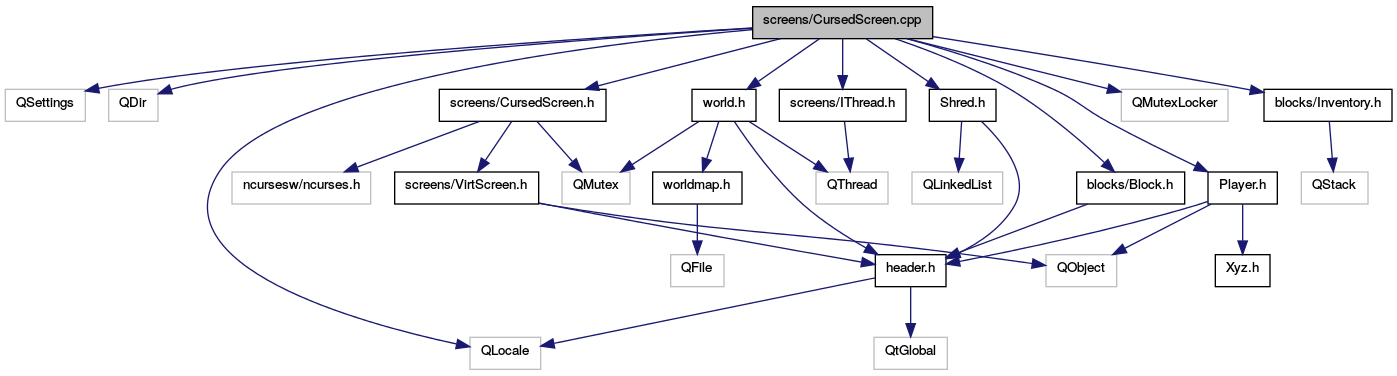 screens/CursedScreen.cpp
QSettings
QDir
screens/CursedScreen.h
world.h
screens/IThread.h
Shred.h
QMutexLocker
blocks/Inventory.h
ncursesw/ncurses.h
screens/VirtScreen.h
QMutex
worldmap.h
QThread
QLinkedList
blocks/Block.h
Player.h
QStack
QFile
header.h
QObject
Xyz.h
QLocale
QtGlobal